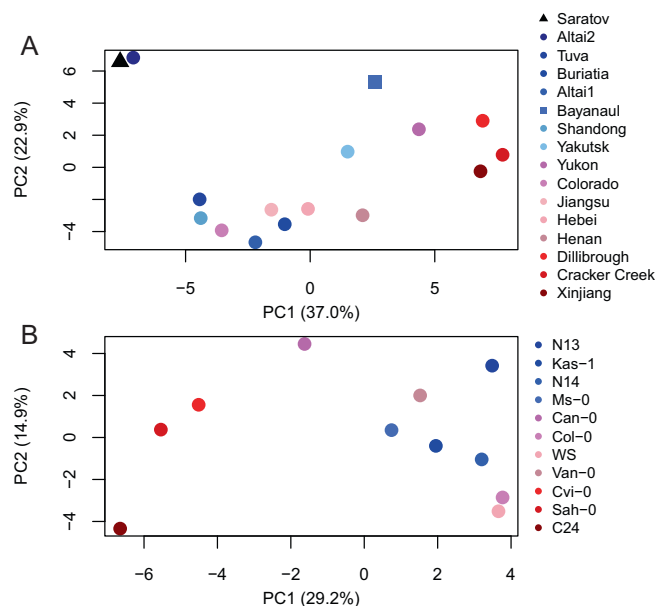 A
Saratov
Altai2
Tuva
Buriatia
Altai1
Bayanaul
Shandong
Yakutsk
Yukon
Colorado
Jiangsu
Hebei
Henan
Dillibrough
Cracker Creek
Xinjiang
PC2 (22.9%)
6
2
0
−4
−5
0
5
PC1 (37.0%)
B
N13
Kas−1
N14
Ms−0
Can−0
Col−0
WS
Van−0
Cvi−0
Sah−0
C24
PC2 (14.9%)
4
2
0
−2
−4
−6
−4
−2
0
2
4
PC1 (29.2%)